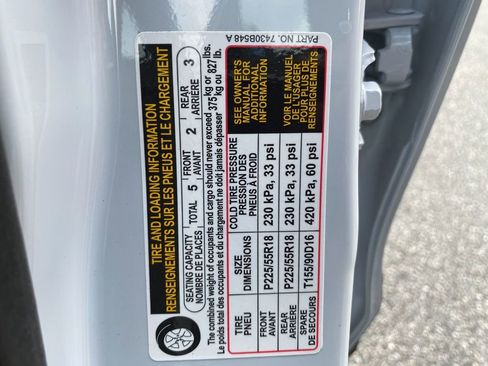 PART NO. 7430B548 A
TIRE AND LOADING INFORMATION
RENSEIGNEMENTS SUR LES PNEUS ET LE CHARGEMENT
SEATING CAPACITY
NOMBRE DE PLACES
TOTAL 5
FRONT
AVANT
2
REAR
ARRIÈRE
3
The combined weight of occupants and cargo should never exceed 375 kg or 827 lbs.
Le poids total des occupants et du chargement ne doit jamais dépasser 375 kg ou 827 lb.
TIRE
PNEU
SIZE
DIMENSIONS
COLD TIRE PRESSURE
PRESSION DES
PNEUS À FROID
SEE OWNER'S
MANUAL FOR
ADDITIONAL
INFORMATION
FRONT
AVANT
P225/55R18
230 kPa, 33 psi
REAR
ARRIÈRE
P225/55R18
230 kPa, 33 psi
VOIR LE MANUEL
DE L'USAGER
POUR PLUS DE
RENSEIGNEMENTS
SPARE
DE SECOURS
T155/90D16
420 kPa, 60 psi